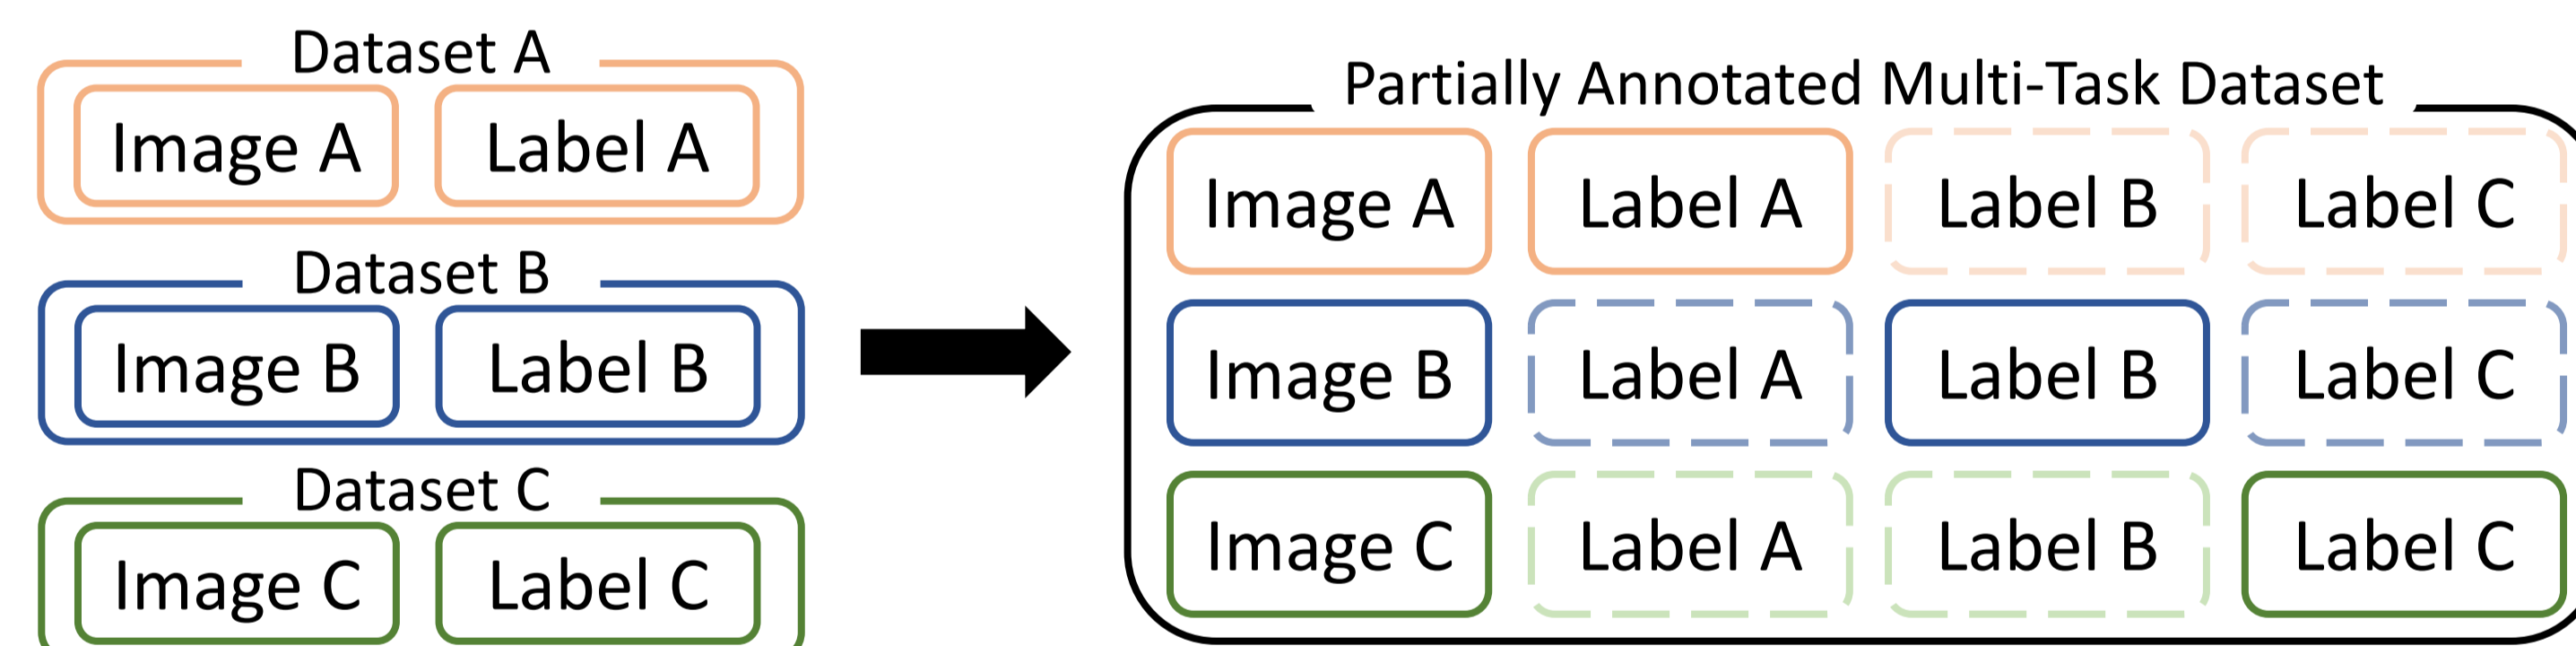 Dataset A
Image A Label A
Dataset B
Image B Label B
Dataset C
Image C Label C
Partially Annotated Multi-Task Dataset
Image A Label A Label B Label C
Image B Label A Label B Label C
Image C Label A Label B Label C